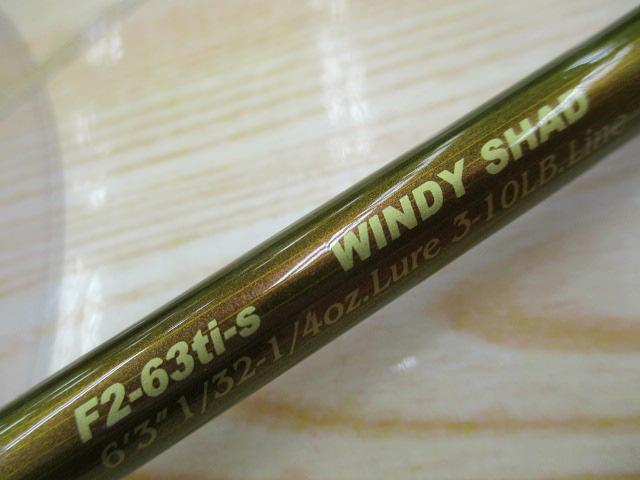 F2-63ti-s WINDY SHAD
6'3" 1/32-1/4oz.Lure 3-10LB.Line